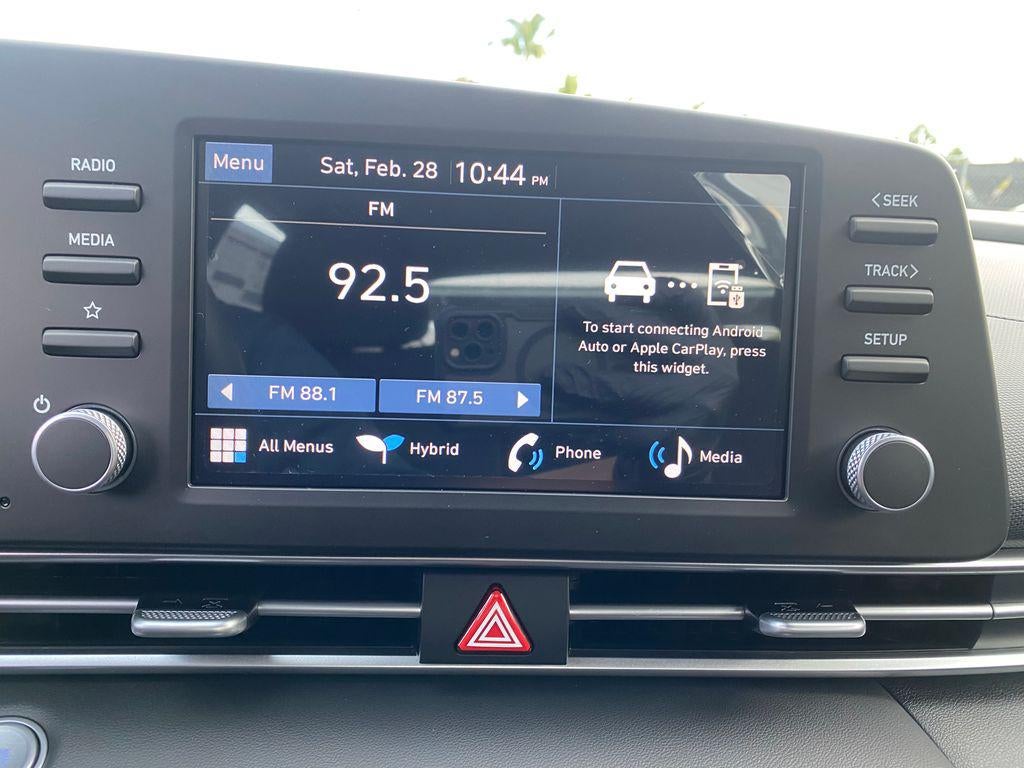 RADIO
MEDIA
Menu
Sat, Feb. 28
10:44 PM
FM
92.5
FM 88.1
FM 87.5
To start connecting Android
Auto or Apple CarPlay, press
this widget.
All Menus
Hybrid
Phone
Media
<SEEK
TRACK>
SETUP